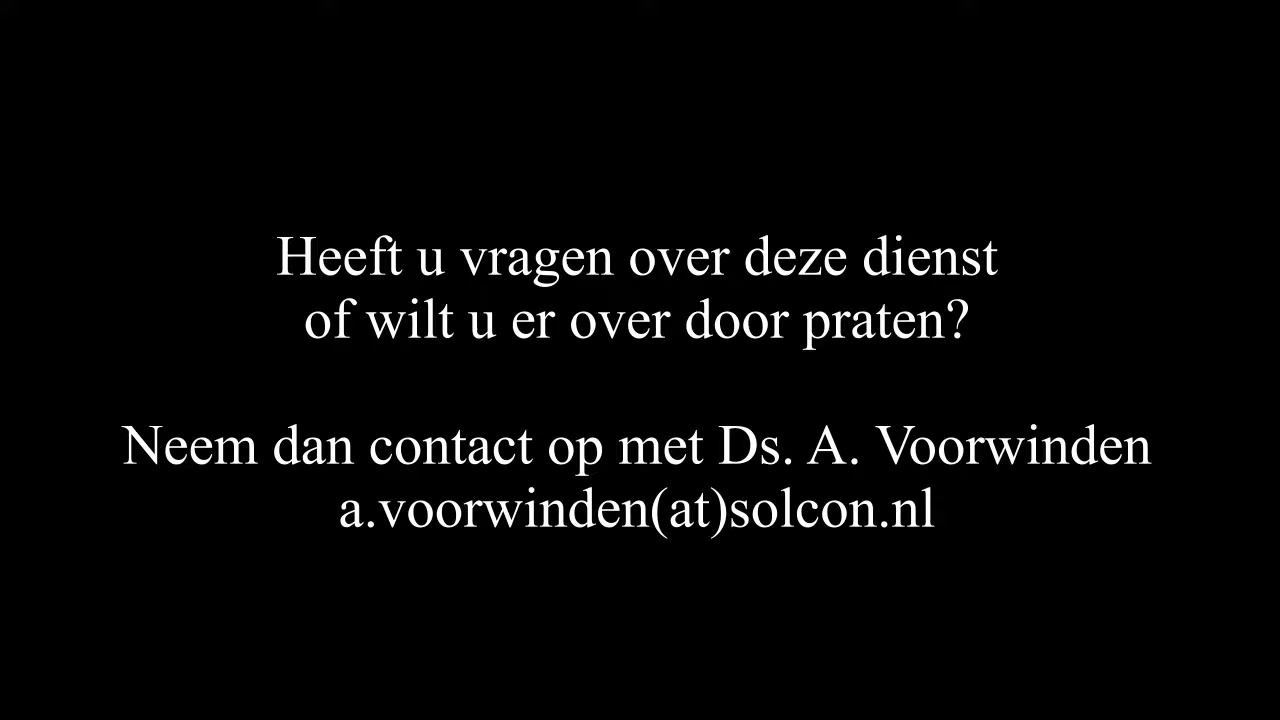 Heeft u vragen over deze dienst
of wilt u er over door praten?
Neem dan contact op met Ds. A. Voorwinden
a.voorwinden(at)solcon.nl